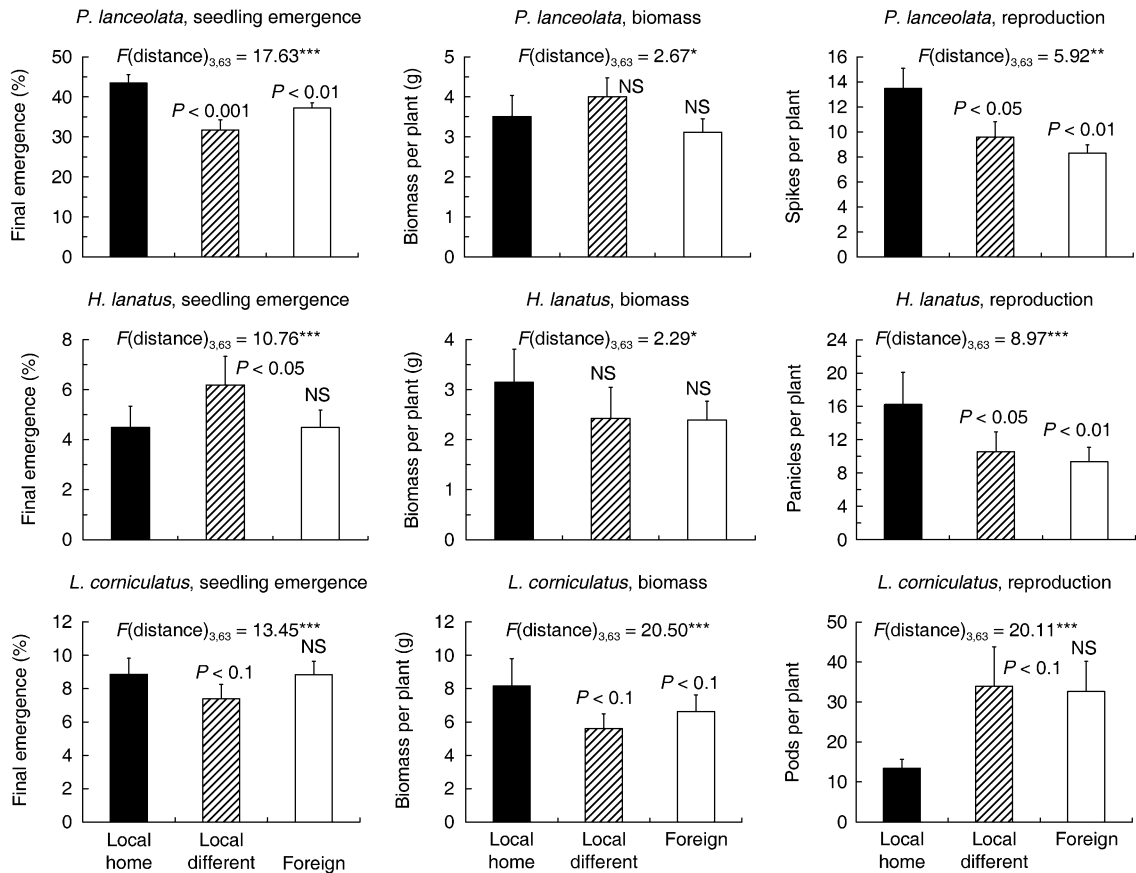 P. lanceolata, seedling emergence
F(distance)3,63 = 17.63***
P < 0.001
P < 0.01
Final emergence (%)
50
40
30
20
10
0
P. lanceolata, biomass
F(distance)3,63 = 2.67*
NS
NS
Biomass per plant (g)
5
4
3
2
1
0
P. lanceolata, reproduction
F(distance)3,63 = 5.92**
P < 0.05
P < 0.01
Spikes per plant
16
14
12
10
8
6
4
2
0
H. lanatus, seedling emergence
F(distance)3,63 = 10.76***
P < 0.05
NS
Final emergence (%)
8
6
4
2
0
H. lanatus, biomass
F(distance)3,63 = 2.29*
NS
NS
Biomass per plant (g)
4
3
2
1
0
H. lanatus, reproduction
F(distance)3,63 = 8.97***
P < 0.05
P < 0.01
Panicles per plant
24
20
16
12
8
4
0
L. corniculatus, seedling emergence
F(distance)3,63 = 13.45***
NS
P < 0.1
Final emergence (%)
12
10
8
6
4
2
0
Local home
Local different
Foreign
L. corniculatus, biomass
F(distance)3,63 = 20.50***
P < 0.1
P < 0.1
Biomass per plant (g)
12
10
8
6
4
2
0
Local home
Local different
Foreign
L. corniculatus, reproduction
F(distance)3,63 = 20.11***
NS
P < 0.1
Pods per plant
50
40
30
20
10
0
Local home
Local different
Foreign